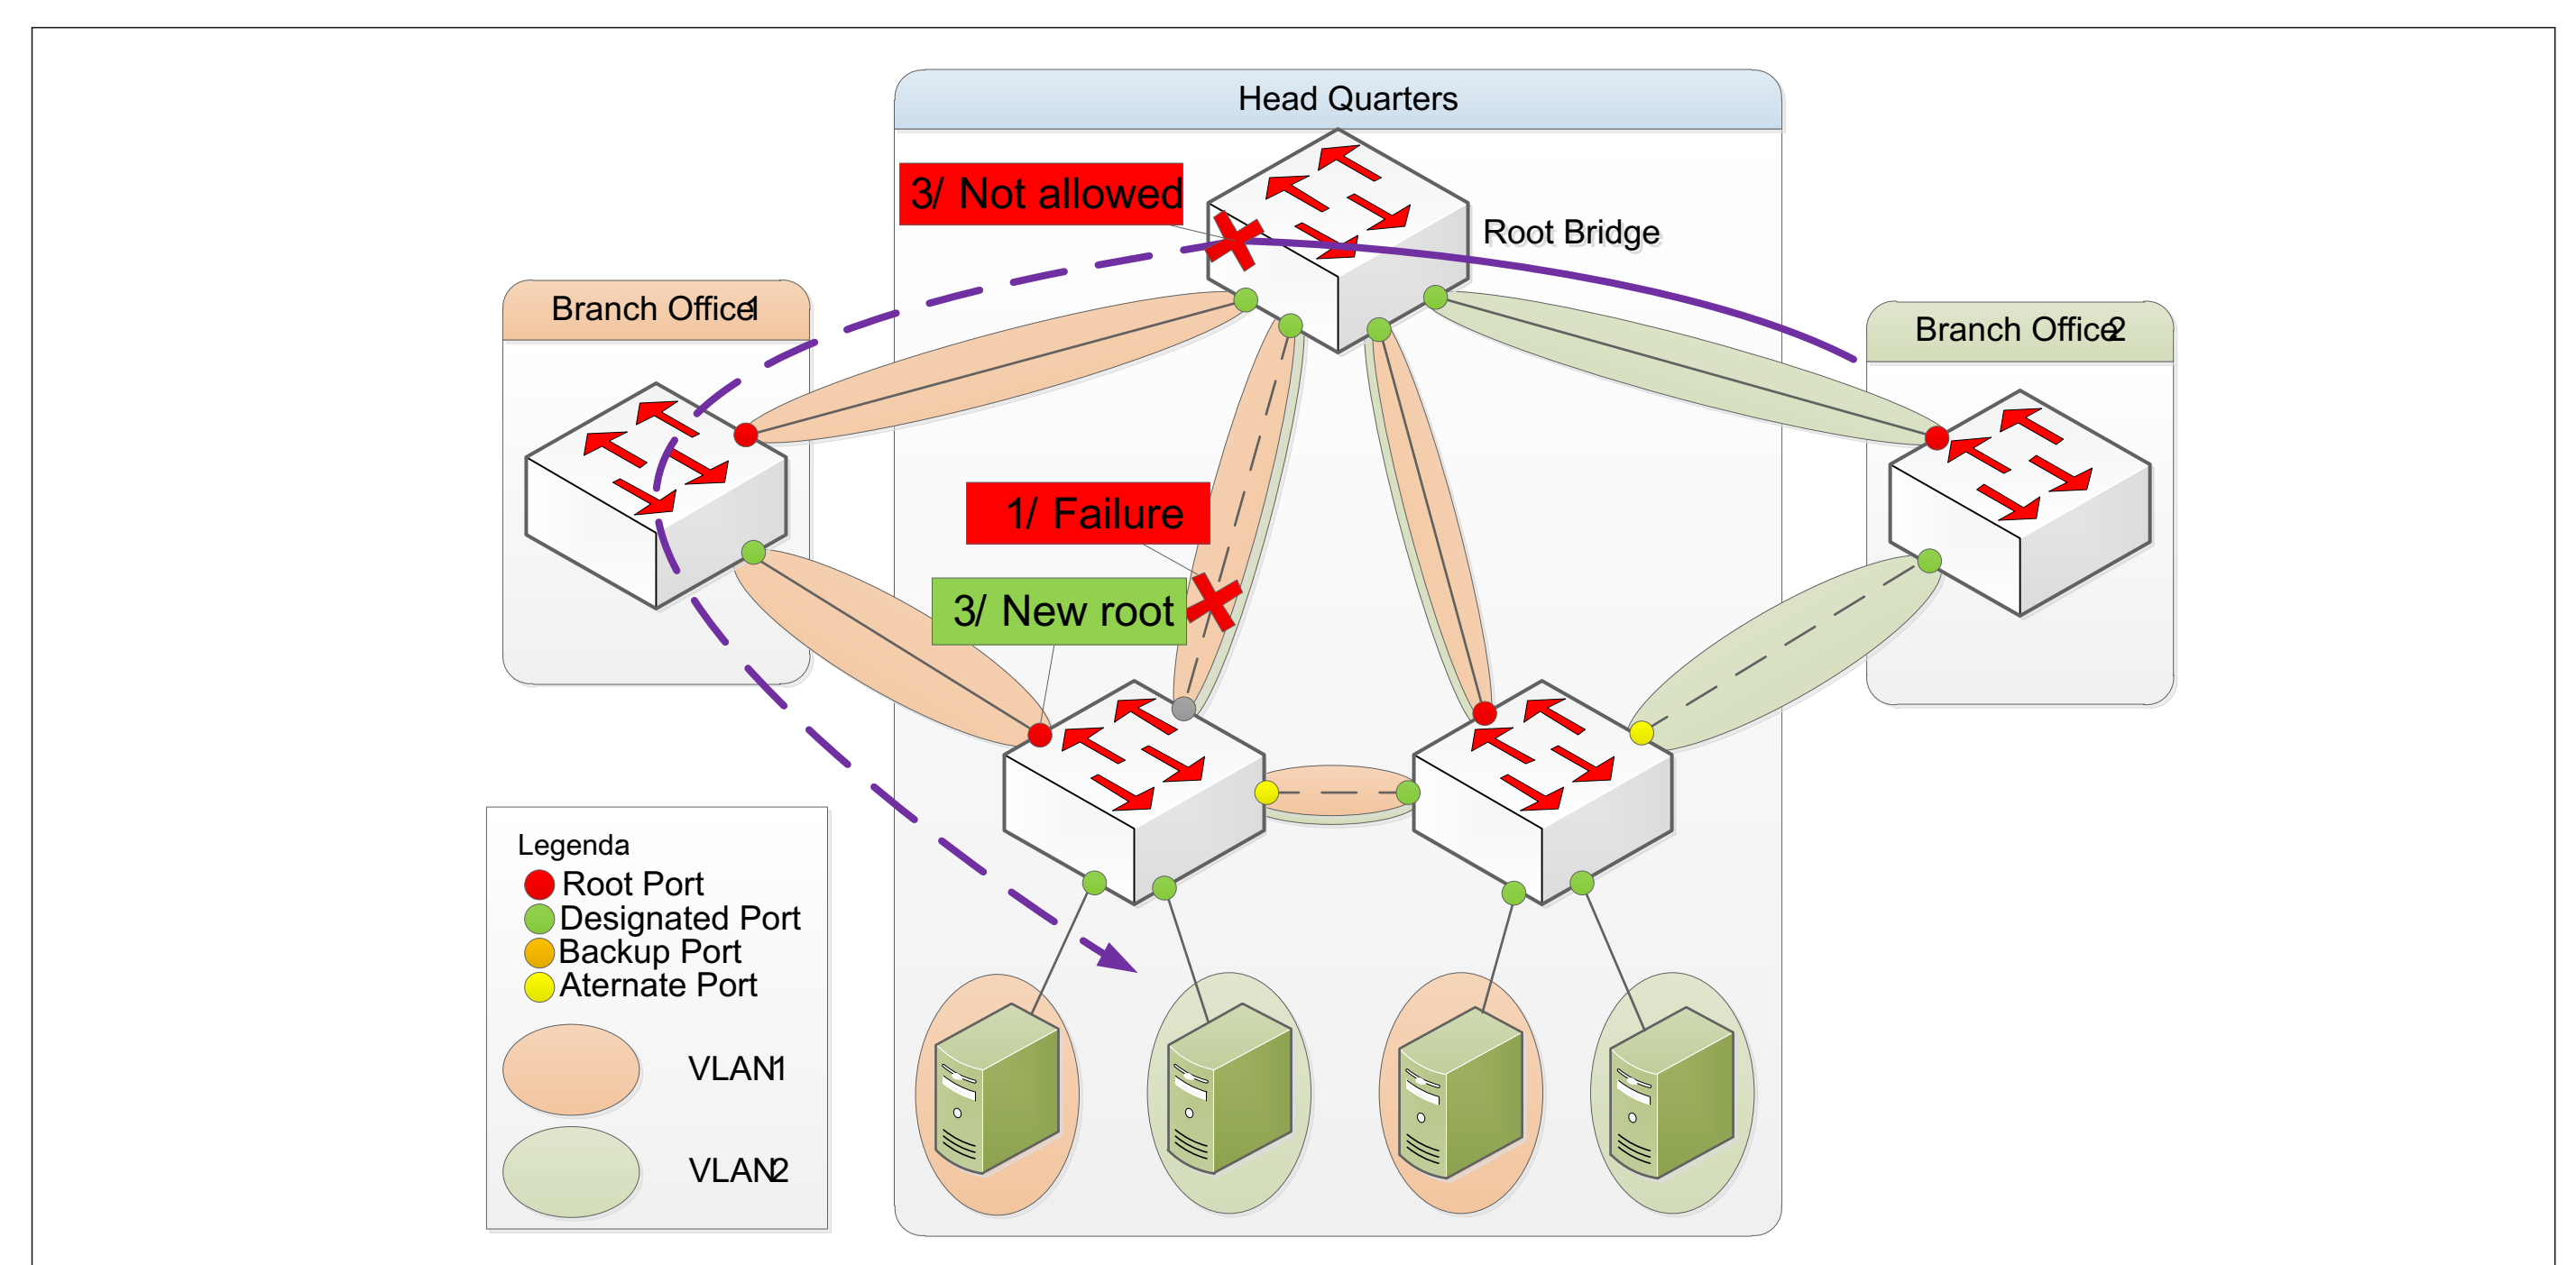 Head Quarters
3/ Not allowed
Root Bridge
Branch Office1
Branch Office2
1/ Failure
3/ New root
Legenda
Root Port
Designated Port
Backup Port
Aternate Port
VLAN1
VLAN2